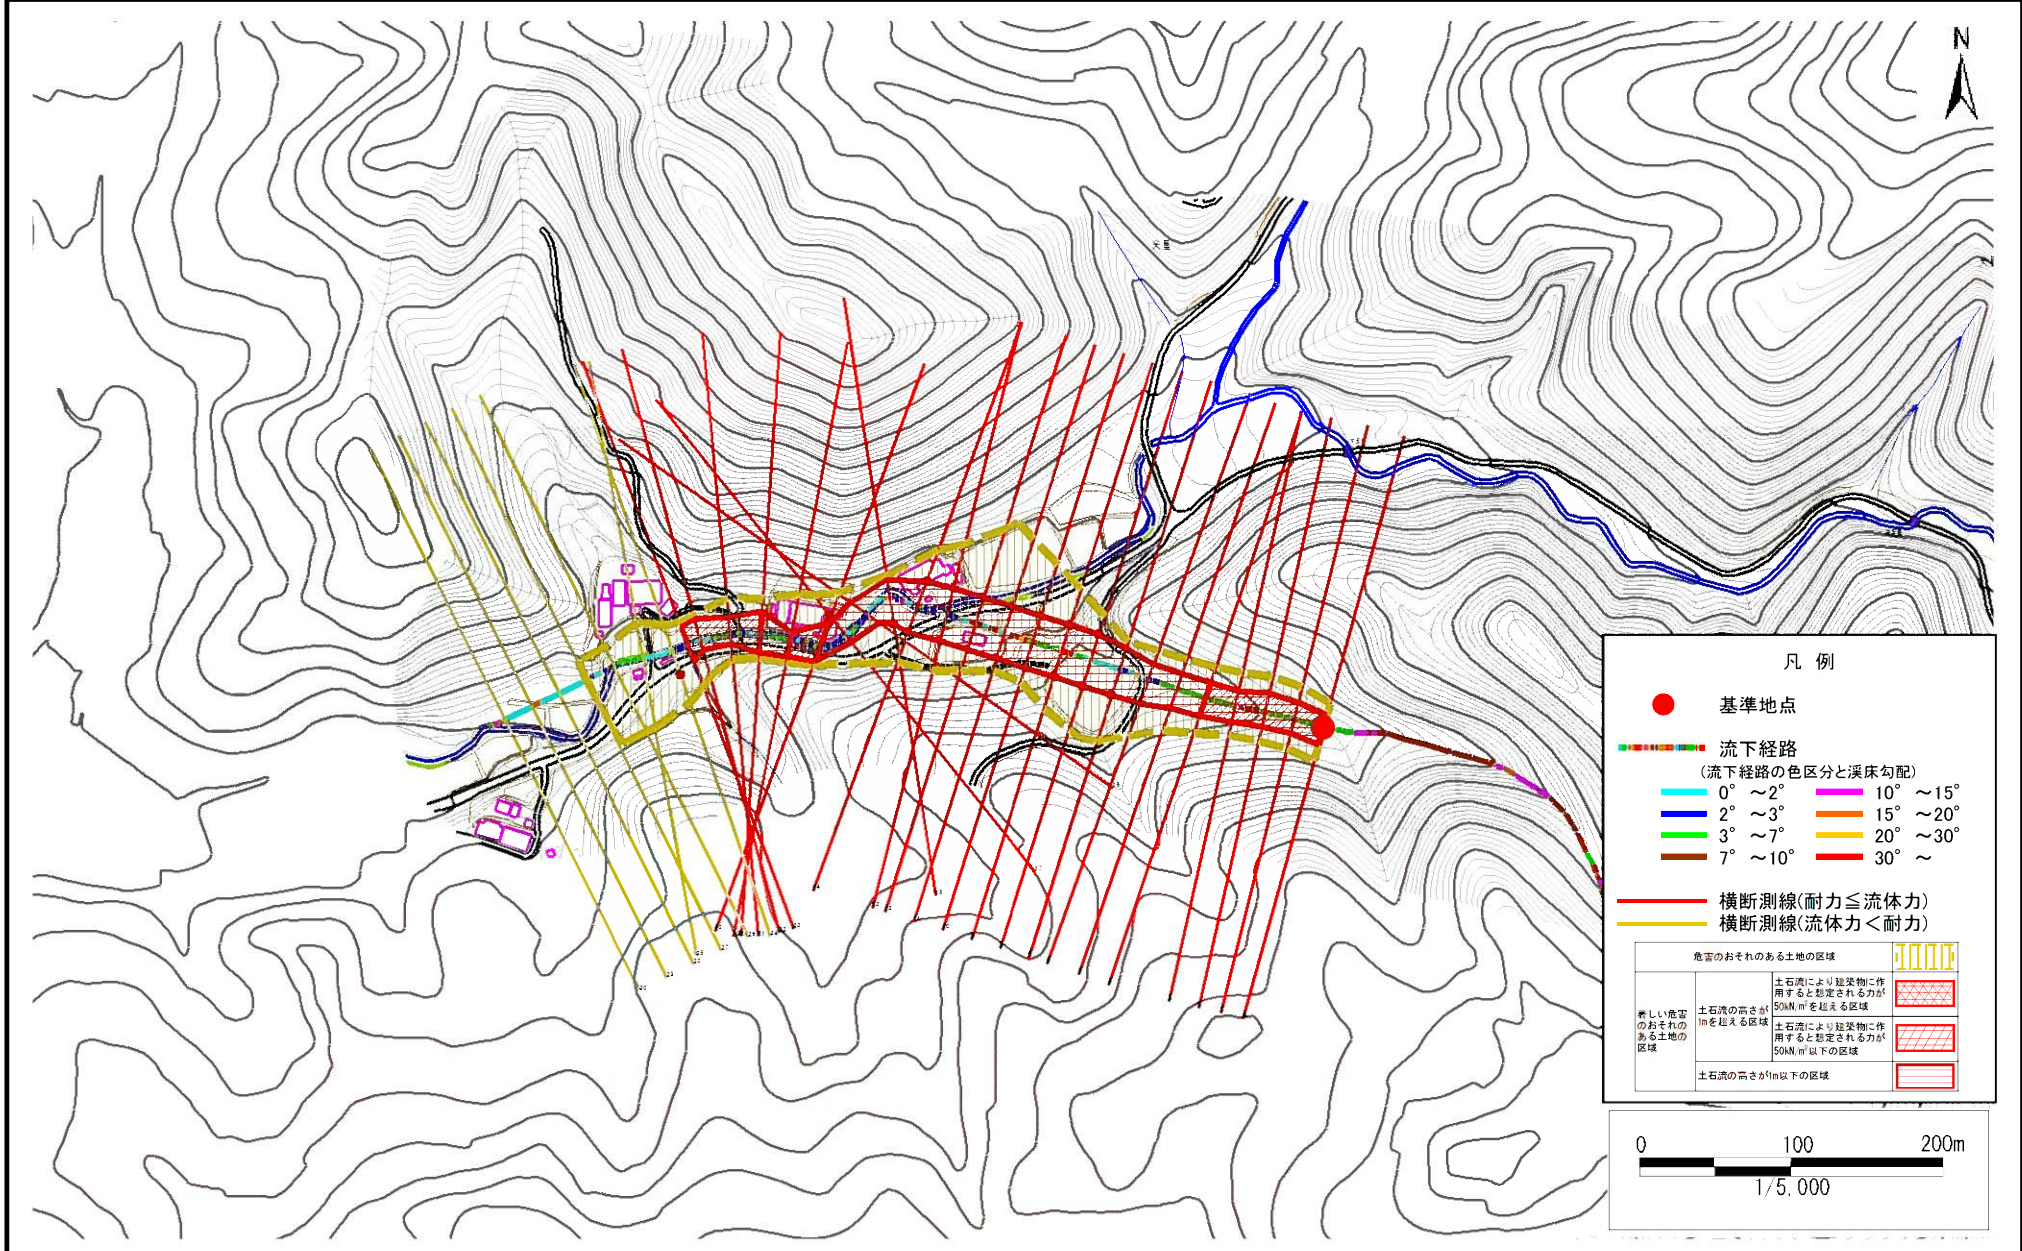 N
凡 例
基準地点
流下経路
(流下経路の色区分と渓床勾配)
0° ~2° 10° ~15°
2° ~3° 15° ~20°
3° ~7° 20° ~30°
7° ~10° 30° ~
横断測線(耐力≦流体力)
横断測線(流体力<耐力)
危害のおそれのある土地の区域
著しい危害
のおそれの
ある土地の
区域
土石流の高さが
1mを超える区域
土石流により建築物に作
用すると想定される力が
50kN/m²を超える区域
土石流により建築物に作
用すると想定される力が
50kN/m²以下の区域
土石流の高さが1m以下の区域
0 100 200m
1/5,000